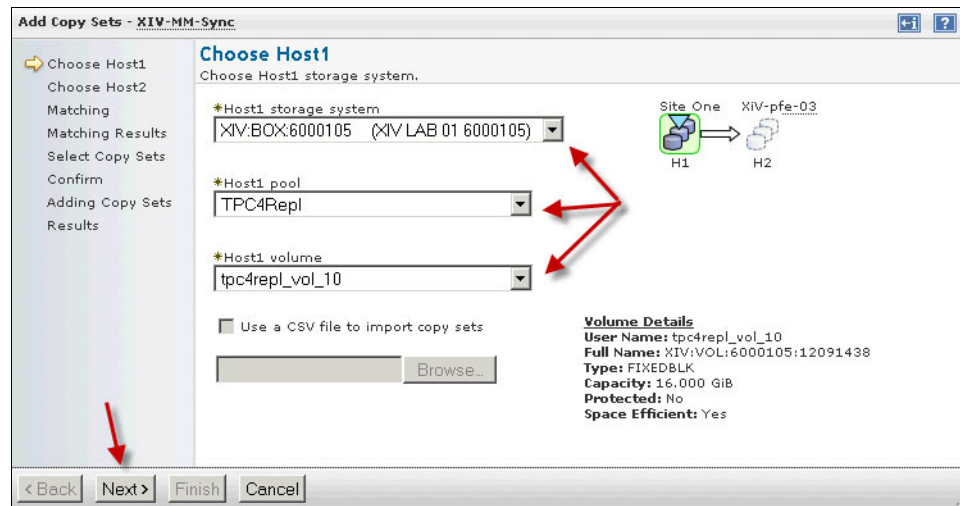 Add Copy Sets - XIV-MM-Sync
Choose Host1
Choose Host2
Matching
Matching Results
Select Copy Sets
Confirm
Adding Copy Sets
Results
Choose Host1
Choose Host1 storage system.
*Host1 storage system
XIV:BOX:6000105 (XIV LAB 01 6000105)
*Host1 pool
TPC4Repl
*Host1 volume
tpc4repl_vol_10
Use a CSV file to import copy sets
Browse...
Site One XiV-pfe-03
H1 H2
Volume Details
User Name: tpc4repl_vol_10
Full Name: XIV:VOL:6000105:12091438
Type: FIXEDBLK
Capacity: 16.000 GiB
Protected: No
Space Efficient: Yes
< Back Next > Finish Cancel